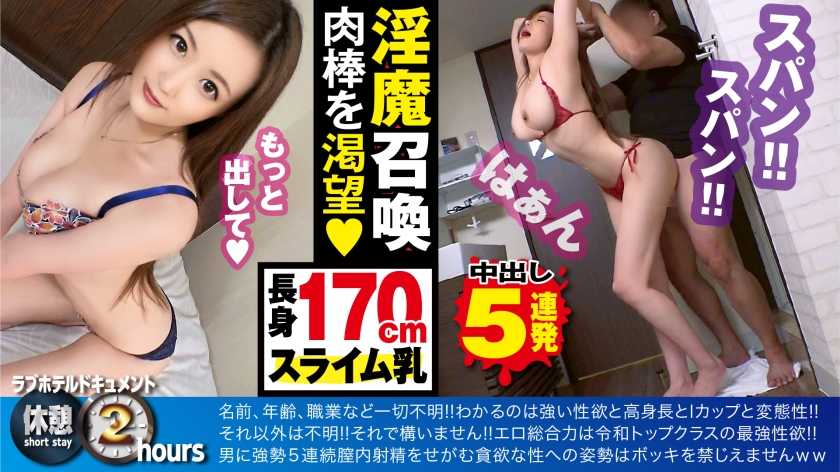 淫魔召喚
肉棒を渇望♥
もっと
出して♥
はぁん
スパン!!
スパン!!
長身170cm
スライム乳
中出し
5連発
ラブホテルドキュメント
休憩
short stay
2
hours
名前、年齢、職業など一切不明!!わかるのは強い性欲と高身長とIカップと変態性!!
それ以外は不明!!それで構いません!!エロ総合力は令和トップクラスの最強性欲!!
男に強勢5連続膣内射精をせがむ貪欲な性への姿勢はボッキを禁じえませんww